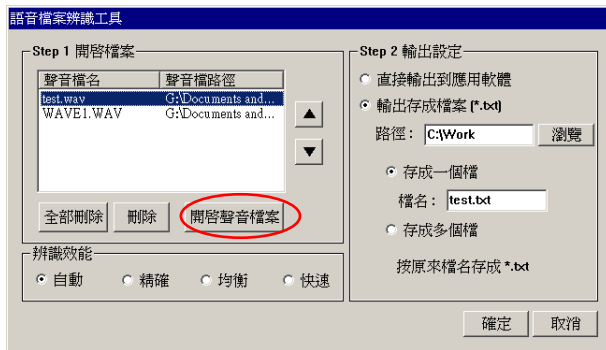 語音檔案辨識工具
Step 1 開啓檔案
聲音檔名 聲音檔路徑
test.wav G:\Documents and...
WAVE1.WAV G:\Documents and...
全部刪除 刪除 開啓聲音檔案
辨識效能
自動 精確 均衡 快速
Step 2 輸出設定
直接輸出到應用軟體
輸出存成檔案 (*.txt)
路徑： C:\Work 瀏覽
存成一個檔
檔名： test.txt
存成多個檔
按原來檔名存成 *.txt
確定 取消